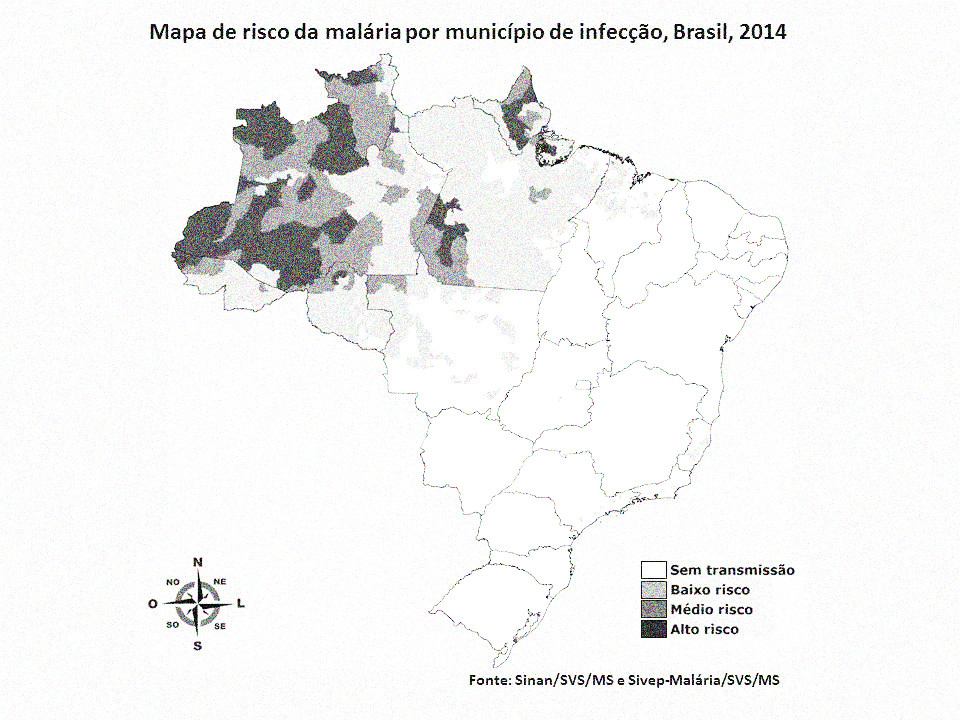 Mapa de risco da malária por município de infecção, Brasil, 2014
N
NO NE
O L
SO SE
S
Sem transmissão
Baixo risco
Médio risco
Alto risco
Fonte: Sinan/SVS/MS e Sivep-Malária/SVS/MS